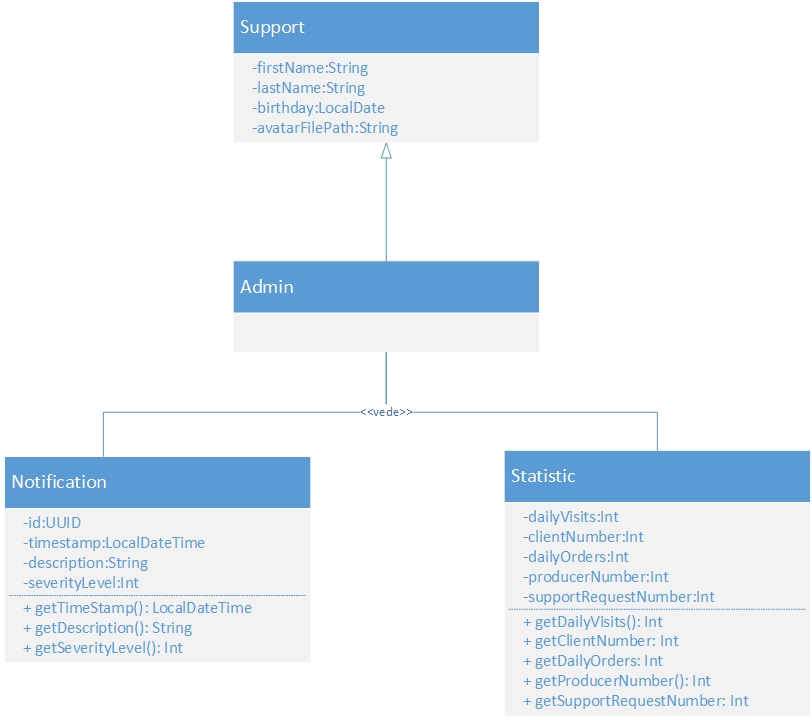 Support
-firstName:String
-lastName:String
-birthday:LocalDate
-avatarFilePath:String
Admin
<<vede>>
Notification
-id:UUID
-timestamp:LocalDateTime
-description:String
-severityLevel:Int
+ getTimeStamp(): LocalDateTime
+ getDescription(): String
+ getSeverityLevel(): Int
Statistic
-dailyVisits:Int
-clientNumber:Int
-dailyOrders:Int
-producerNumber:Int
-supportRequestNumber:Int
+ getDailyVisits(): Int
+ getClientNumber: Int
+ getDailyOrders: Int
+ getProducerNumber(): Int
+ getSupportRequestNumber: Int